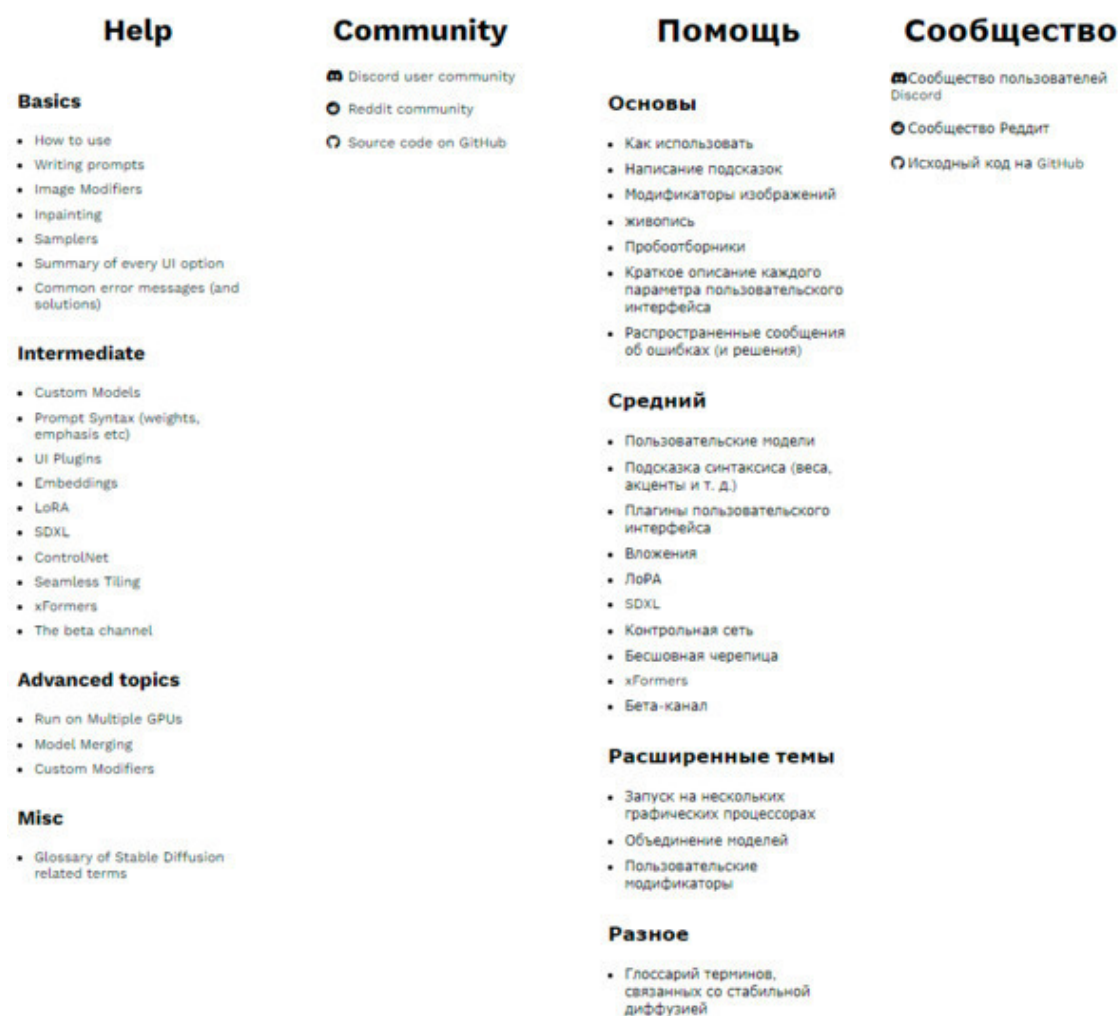 Help
Basics
How to use
Writing prompts
Image Modifiers
Inpainting
Samplers
Summary of every UI option
Common error messages (and
solutions)
Intermediate
Custom Models
Prompt Syntax (weights,
emphasis etc)
UI Plugins
Embeddings
LoRA
SDXL
ControlNet
Seamless Tiling
xFormers
The beta channel
Advanced topics
Run on Multiple GPUs
Model Merging
Custom Modifiers
Misc
Glossary of Stable Diffusion
related terms
Community
Discord user community
Reddit community
Source code on GitHub
Помощь
Основы
Как использовать
Написание подсказок
Модификаторы изображений
живопись
Пробоотборники
Краткое описание каждого
параметра пользовательского
интерфейса
Распространенные сообщения
об ошибках (и решения)
Средний
Пользовательские модели
Подсказка синтаксиса (веса,
акценты и т. д.)
Плагины пользовательского
интерфейса
Вложения
ЛоРА
SDXL
Контрольная сеть
Бесшовная черепица
xFormers
Бета-канал
Расширенные темы
Запуск на нескольких
графических процессорах
Объединение моделей
Пользовательские
модификаторы
Разное
Глоссарий терминов,
связанных со стабильной
диффузией
Сообщество
Сообщество пользователей
Discord
Сообщество Реддит
Исходный код на GitHub